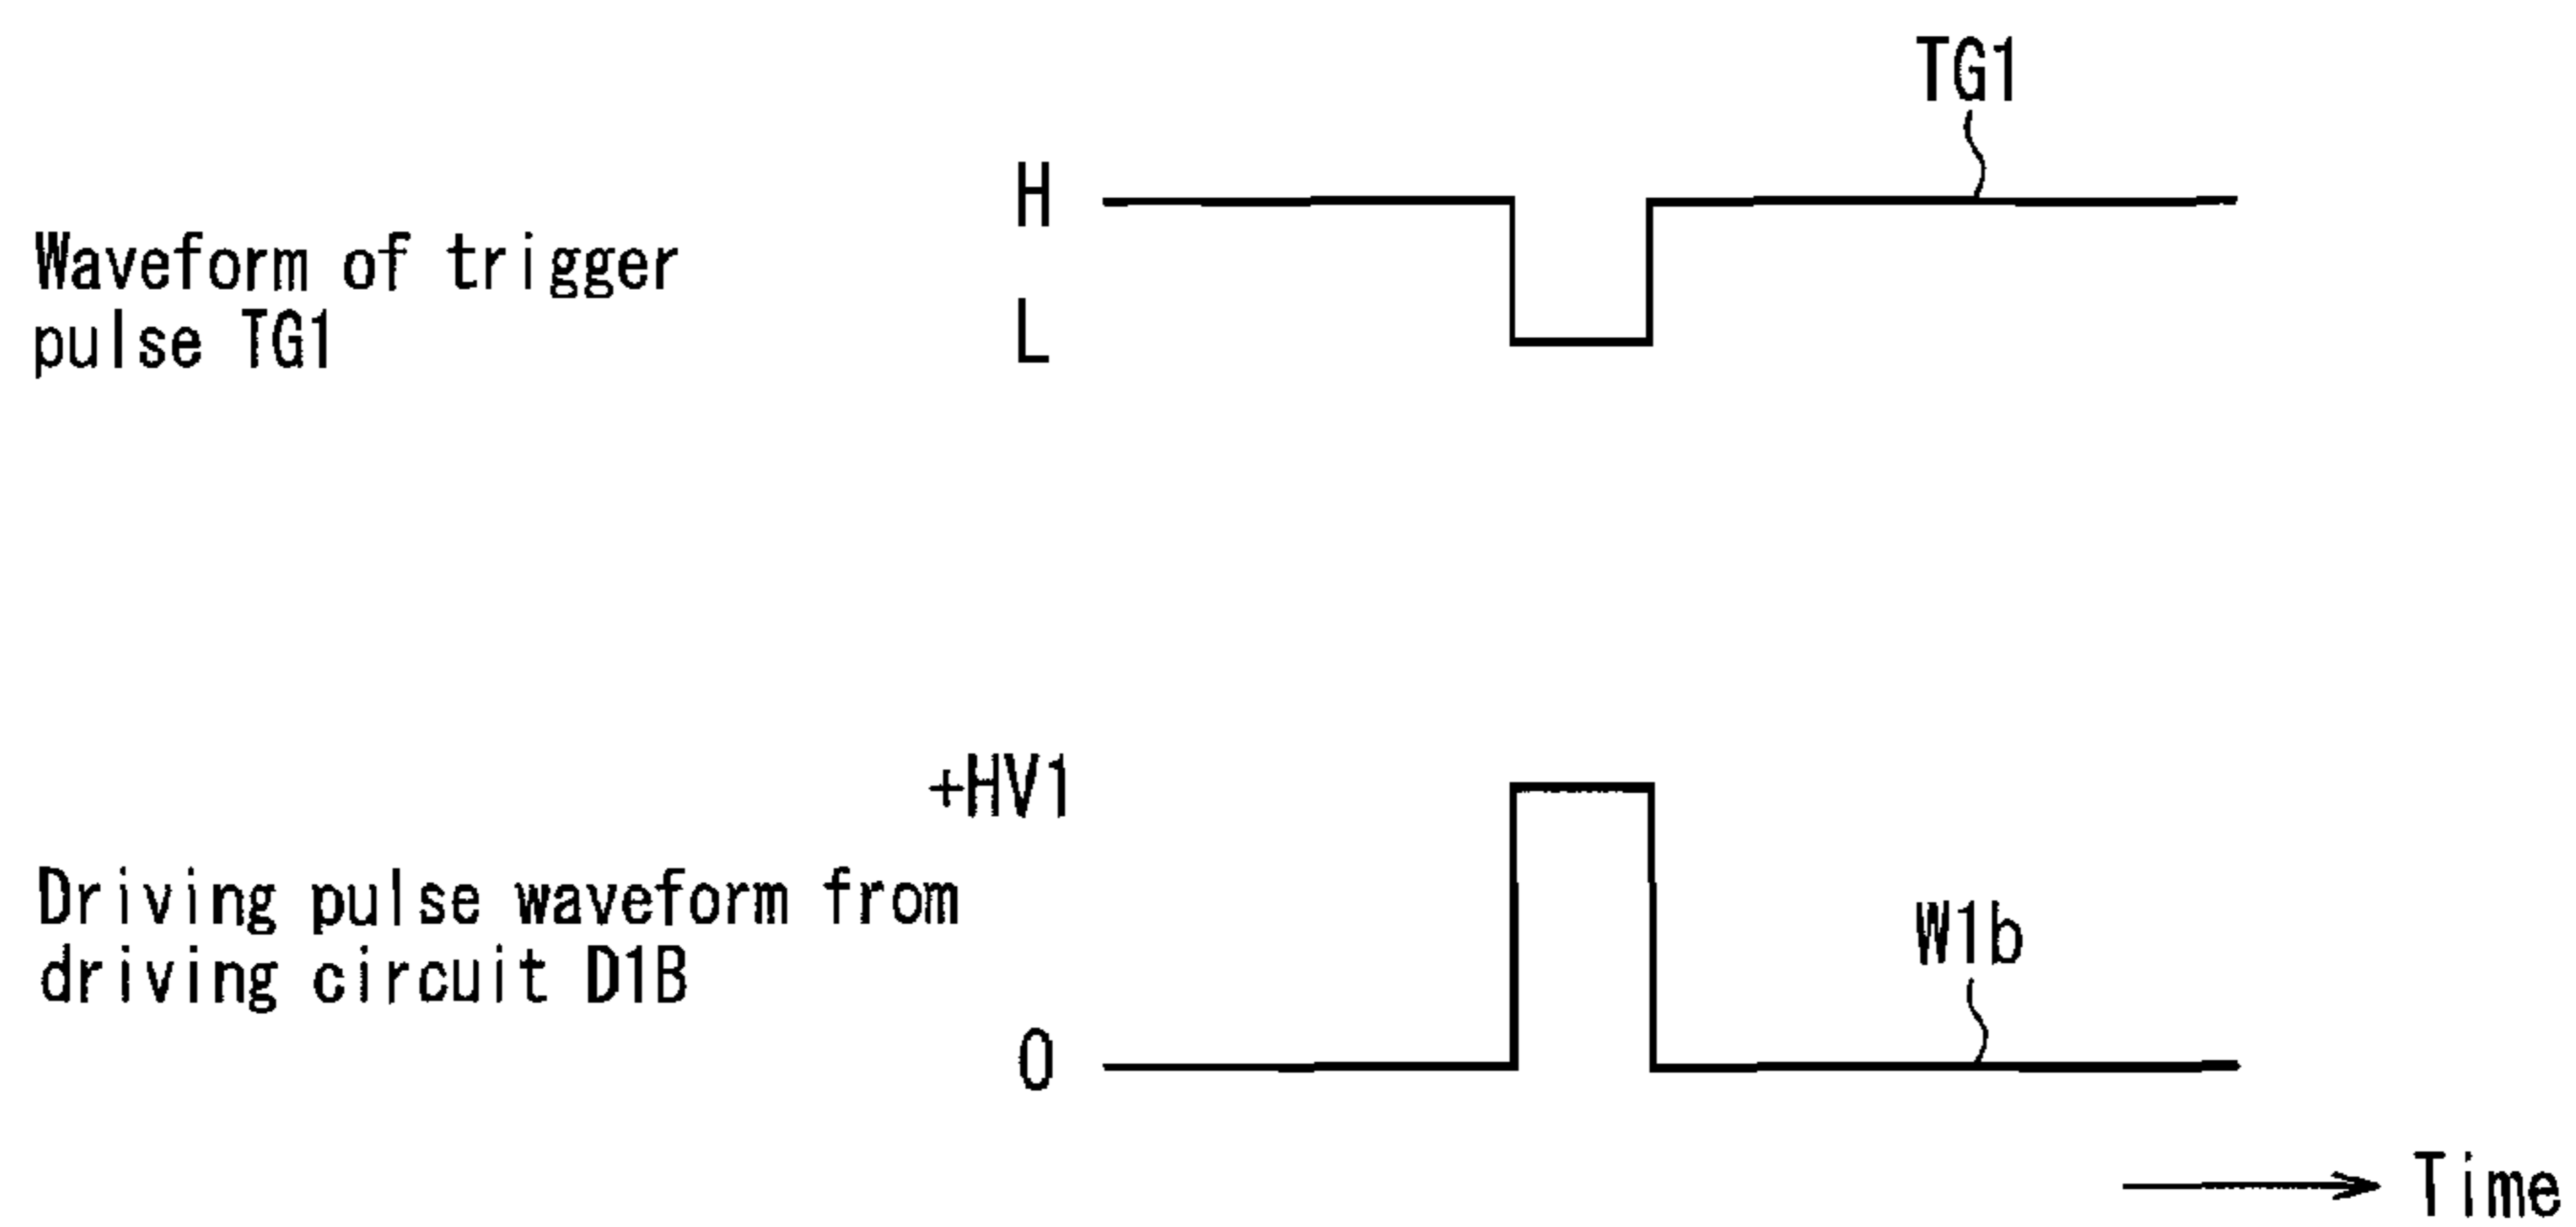 TG1
H
Waveform of trigger
pulse TG1
L
+HV1
Driving pulse waveform from
driving circuit D1B
W1b
0
Time